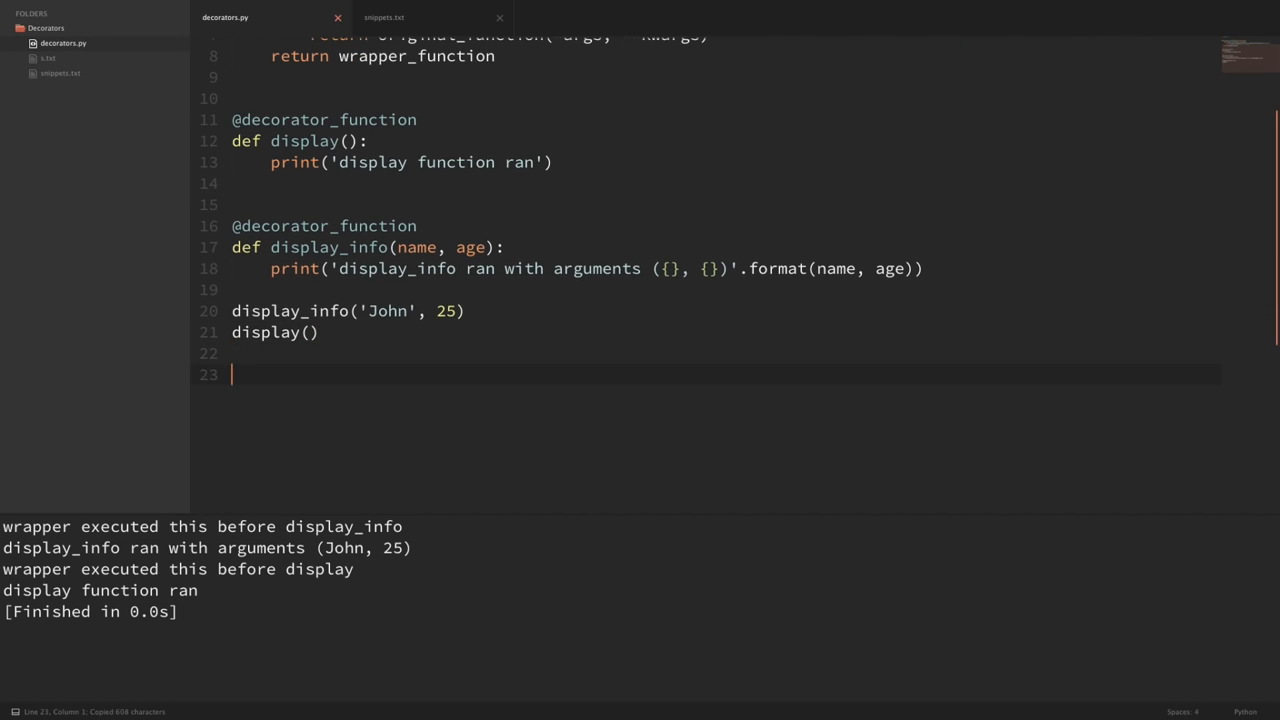 FOLDERS
Decorators
decorators.py
s.txt
snippets.txt
decorators.py
snippets.txt
return original_function(*args, **kwargs)
8 return wrapper_function
9
10
11 @decorator_function
12 def display():
13 print('display function ran')
14
15
16 @decorator_function
17 def display_info(name, age):
18 print('display_info ran with arguments ({}, {})'.format(name, age))
19
20 display_info('John', 25)
21 display()
22
23
wrapper executed this before display_info
display_info ran with arguments (John, 25)
wrapper executed this before display
display function ran
[Finished in 0.0s]
Line 23, Column 1; Copied 608 characters
Spaces: 4
Python